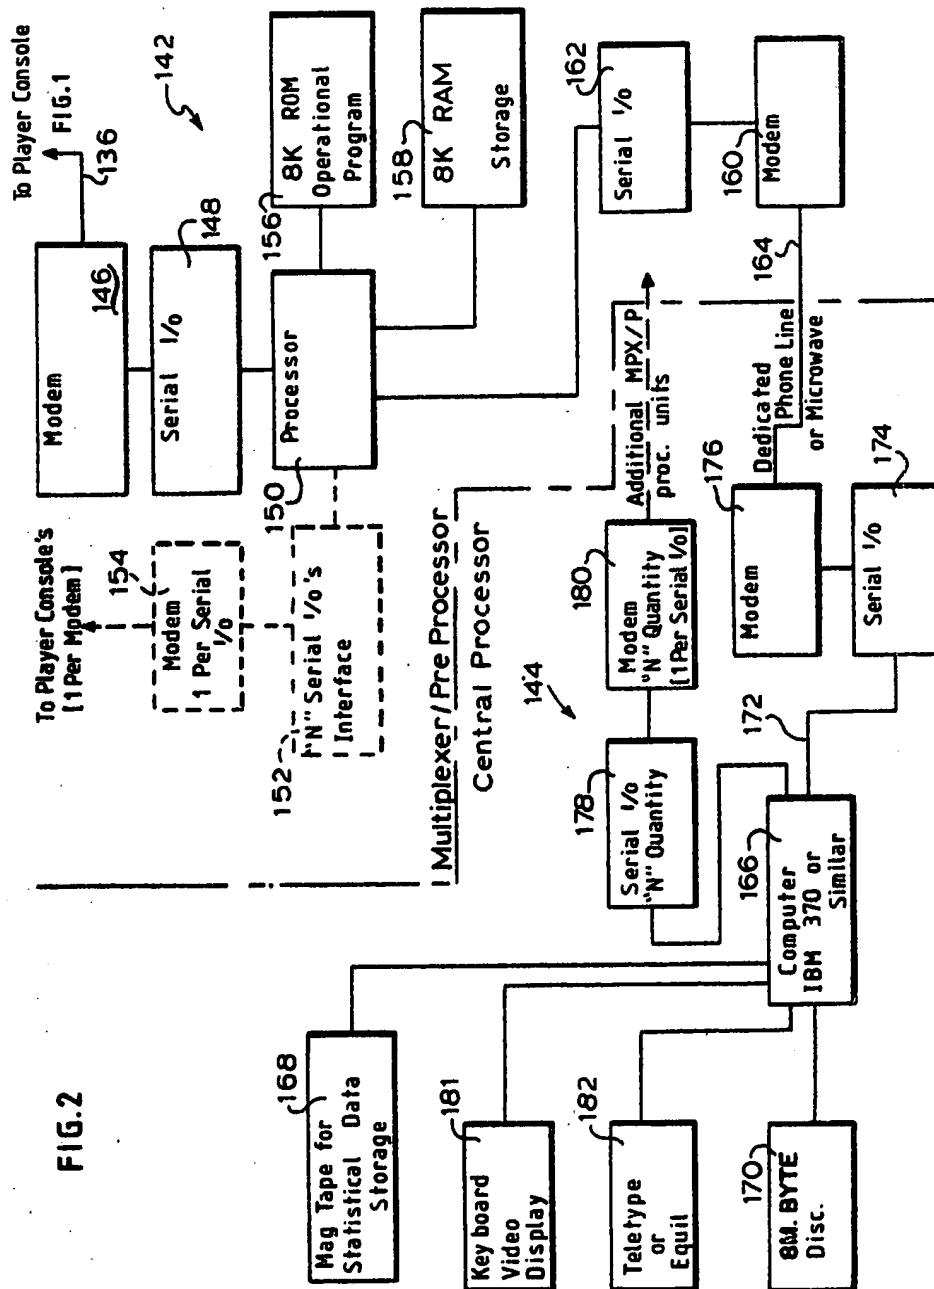 FIG.2
To Player Console
FIG.1
136
142
Modem
146
Serial I/o
148
Processor
150
8K ROM
Operational
Program
156
8K RAM
Storage
158
Serial I/o
162
Modem
160
164
To Player Console's
[1 Per Modem]
154
Modem
1 Per Serial
I/o
152
"N" Serial I/o's
Interface
Multiplexer/Pre Processor
Central Processor
144
Additional MPX/P
proc. units
180
Modem
"N" Quantity
[1 Per Serial I/o]
178
Serial I/o
"N" Quantity
Dedicated
Phone Line
or Microwave
176
Modem
174
Serial I/o
172
166
Computer
IBM 370 or
Similar
168
Mag Tape for
Statistical Data
Storage
181
Key board
Video
Display
182
Teletype
or
Equil
170
8M. BYTE
Disc.